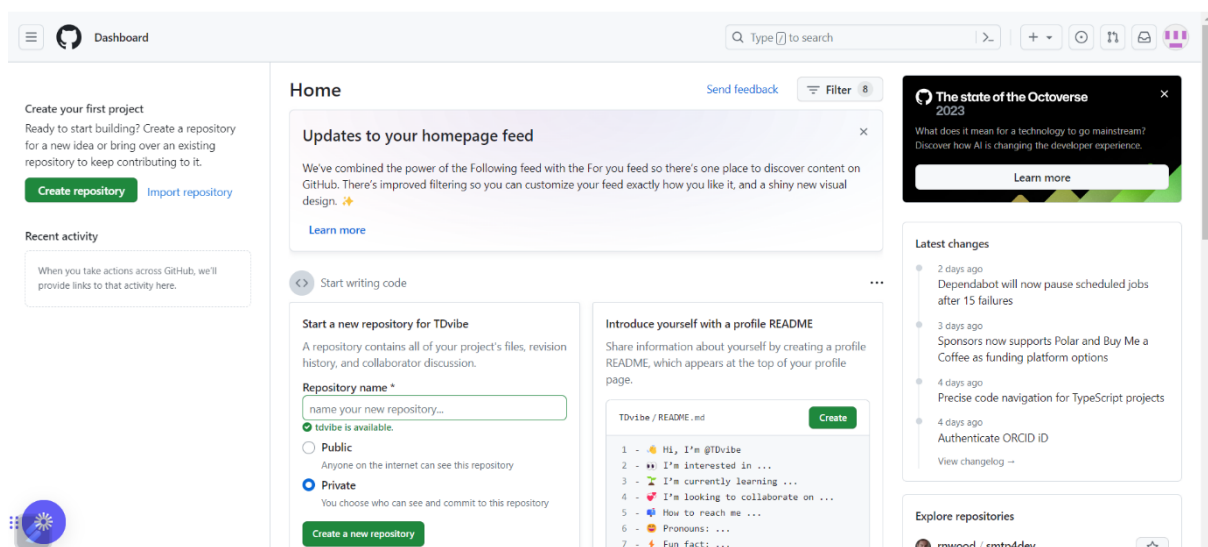 Dashboard
Type / to search
Create your first project
Ready to start building? Create a repository
for a new idea or bring over an existing
repository to keep contributing to it.
Create repository
Import repository
Recent activity
When you take actions across GitHub, we'll
provide links to that activity here.
Home
Send feedback
Filter 8
Updates to your homepage feed
We've combined the power of the Following feed with the For you feed so there's one place to discover content on
GitHub. There's improved filtering so you can customize your feed exactly how you like it, and a shiny new visual
design. ✨
Learn more
Start writing code
Start a new repository for TDvibe
A repository contains all of your project's files, revision
history, and collaborator discussion.
Repository name *
name your new repository...
tdvibe is available.
Public
Anyone on the internet can see this repository
Private
You choose who can see and commit to this repository
Create a new repository
Introduce yourself with a profile README
Share information about yourself by creating a profile
README, which appears at the top of your profile
page.
TDvibe / README.md
Create
1 - 👋 Hi, I'm @TDvibe
2 - 👀 I'm interested in ...
3 - 🌱 I'm currently learning ...
4 - 💞️ I'm looking to collaborate on ...
5 - 📫 How to reach me ...
6 - 😄 Pronouns: ...
7 - ⚡ Fun fact: ...
The state of the Octoverse
2023
What does it mean for a technology to go mainstream?
Discover how AI is changing the developer experience.
Learn more
Latest changes
2 days ago
Dependabot will now pause scheduled jobs
after 15 failures
3 days ago
Sponsors now supports Polar and Buy Me a
Coffee as funding platform options
4 days ago
Precise code navigation for TypeScript projects
4 days ago
Authenticate ORCID iD
View changelog →
Explore repositories
rnwood / smtp4dev